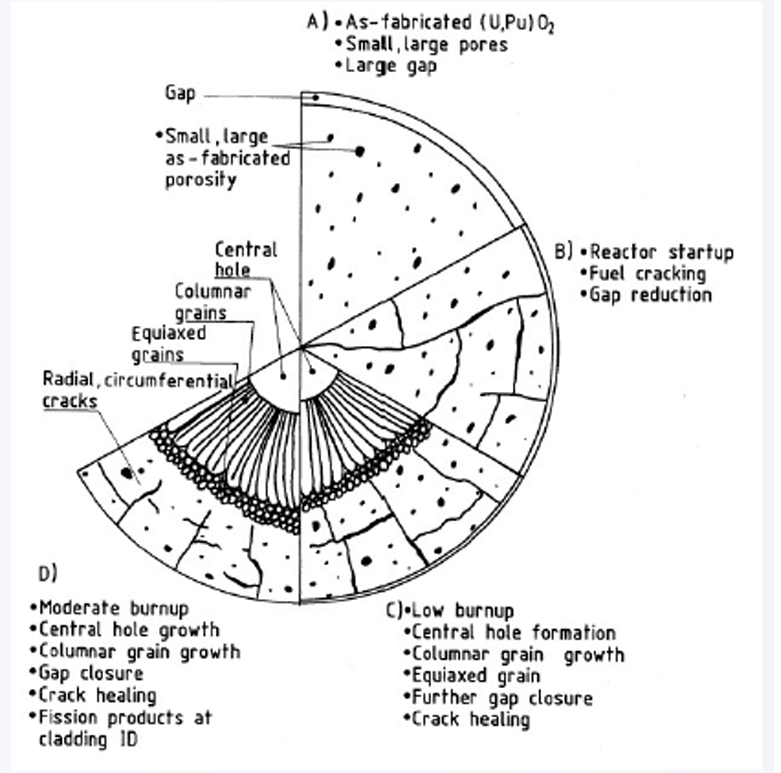 A) •As-fabricated (U,Pu)O₂
•Small, large pores
•Large gap
Gap
•Small, large
as-fabricated
porosity
Central
hole
Columnar
grains
Equiaxed
grains
Radial, circumferential
cracks
B) •Reactor startup
•Fuel cracking
•Gap reduction
D)
•Moderate burnup
•Central hole growth
•Columnar grain growth
•Gap closure
•Crack healing
•Fission products at
cladding ID
C) •Low burnup
•Central hole formation
•Columnar grain growth
•Equiaxed grain
•Further gap closure
•Crack healing